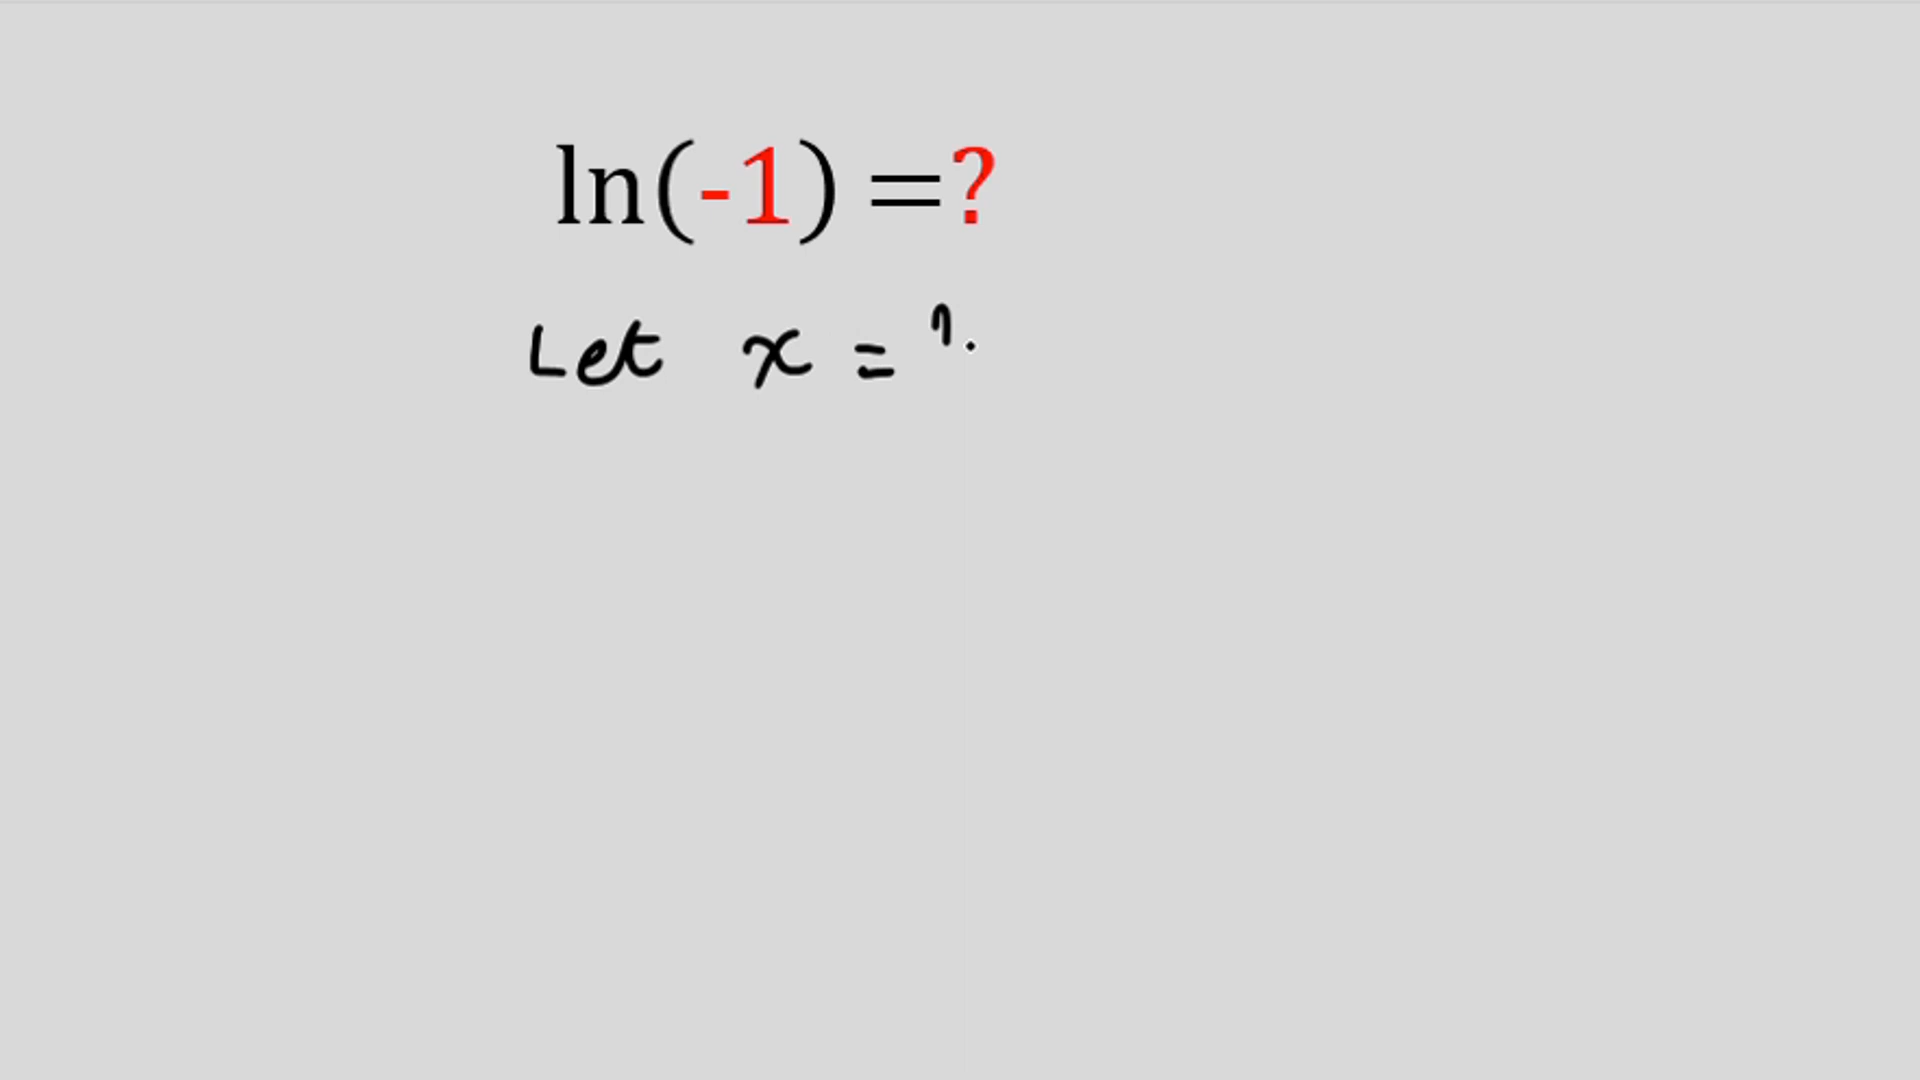 ln(-1) =?
Let x =